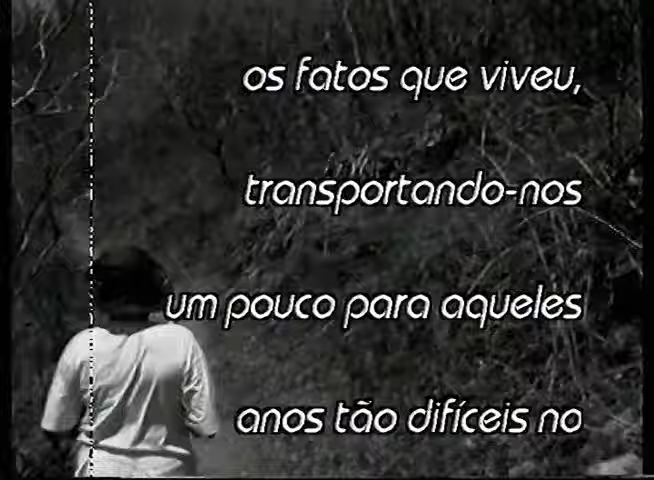 os fatos que viveu,
transportando-nos
um pouco para aqueles
anos tão difíceis no